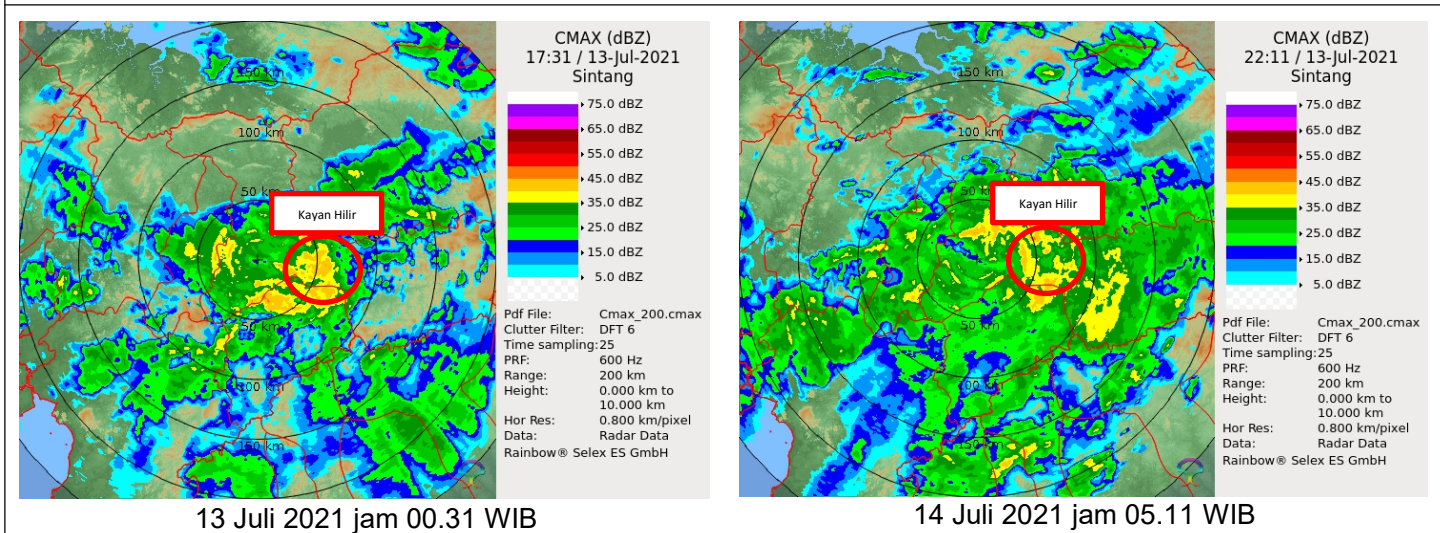 CMAX (dBZ)
17:31 / 13-Jul-2021
Sintang
75.0 dBZ
65.0 dBZ
55.0 dBZ
45.0 dBZ
35.0 dBZ
25.0 dBZ
15.0 dBZ
5.0 dBZ
Pdf File: Cmax_200.cmax
Clutter Filter: DFT 6
Time sampling:25
PRF: 600 Hz
Range: 200 km
Height: 0.000 km to
10.000 km
Hor Res: 0.800 km/pixel
Data: Radar Data
Rainbow® Selex ES GmbH
150 km
100 km
50 km
Kayan Hilir
50 km
100 km
150 km
13 Juli 2021 jam 00.31 WIB
CMAX (dBZ)
22:11 / 13-Jul-2021
Sintang
75.0 dBZ
65.0 dBZ
55.0 dBZ
45.0 dBZ
35.0 dBZ
25.0 dBZ
15.0 dBZ
5.0 dBZ
Pdf File: Cmax_200.cmax
Clutter Filter: DFT 6
Time sampling:25
PRF: 600 Hz
Range: 200 km
Height: 0.000 km to
10.000 km
Hor Res: 0.800 km/pixel
Data: Radar Data
Rainbow® Selex ES GmbH
150 km
100 km
50 km
Kayan Hilir
50 km
100 km
150 km
14 Juli 2021 jam 05.11 WIB